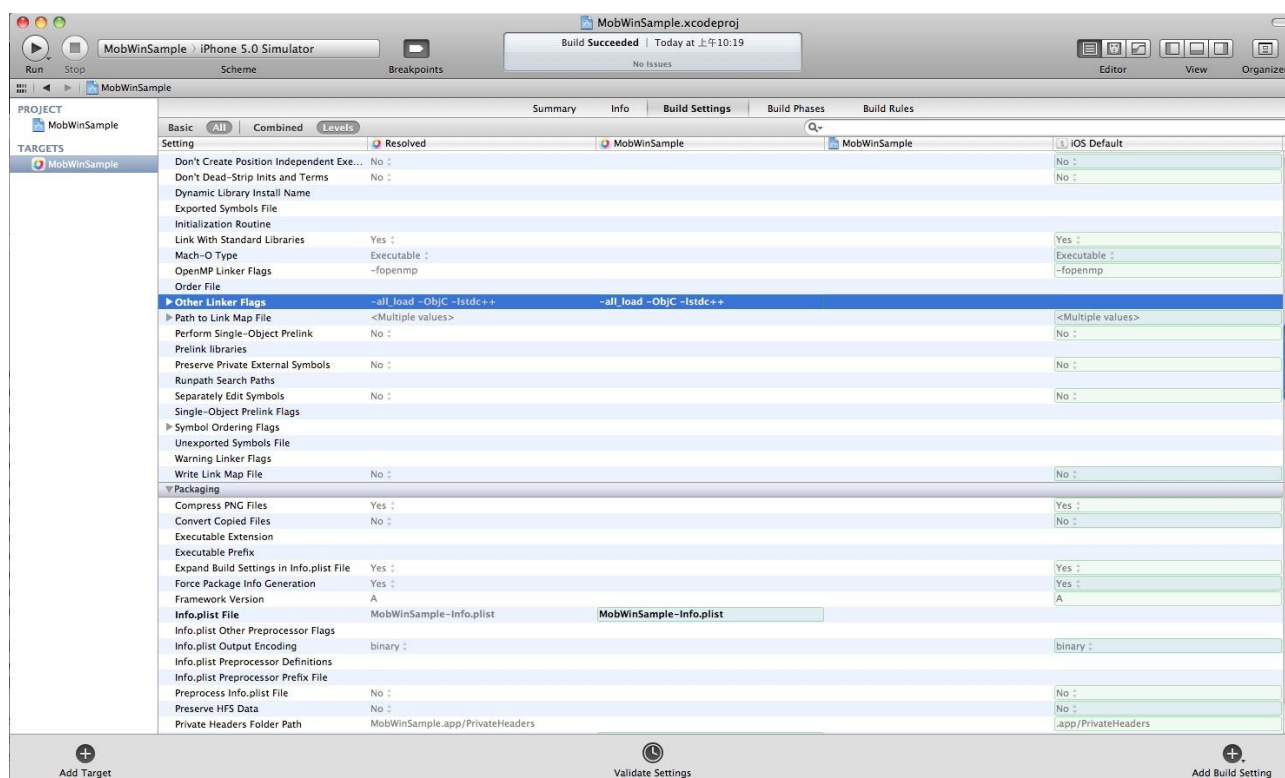 MobWinSample.xcodeproj
MobWinSample › iPhone 5.0 Simulator
Build Succeeded | Today at 上午10:19
No Issues
Run Stop Scheme Breakpoints Editor View Organizer
MobWinSample
PROJECT
MobWinSample
TARGETS
MobWinSample
Summary Info Build Settings Build Phases Build Rules
Basic All Combined Levels
Setting Resolved MobWinSample MobWinSample iOS Default
Don't Create Position Independent Exe... No No
Don't Dead-Strip Inits and Terms No No
Dynamic Library Install Name
Exported Symbols File
Initialization Routine
Link With Standard Libraries Yes Yes
Mach-O Type Executable Executable
OpenMP Linker Flags -fopenmp -fopenmp
Order File
Other Linker Flags -all_load -ObjC -lstdc++ -all_load -ObjC -lstdc++
Path to Link Map File <Multiple values> <Multiple values>
Perform Single-Object Prelink No No
Prelink libraries
Preserve Private External Symbols No No
Runpath Search Paths
Separately Edit Symbols No No
Single-Object Prelink Flags
Symbol Ordering Flags
Unexported Symbols File
Warning Linker Flags
Write Link Map File No No
Packaging
Compress PNG Files Yes Yes
Convert Copied Files No No
Executable Extension
Executable Prefix
Expand Build Settings in Info.plist File Yes Yes
Force Package Info Generation Yes Yes
Framework Version A A
Info.plist File MobWinSample-Info.plist MobWinSample-Info.plist
Info.plist Other Preprocessor Flags
Info.plist Output Encoding binary binary
Info.plist Preprocessor Definitions
Info.plist Preprocessor Prefix File
Preprocess Info.plist File No No
Preserve HFS Data No No
Private Headers Folder Path MobWinSample.app/PrivateHeaders .app/PrivateHeaders
Add Target Validate Settings Add Build Setting